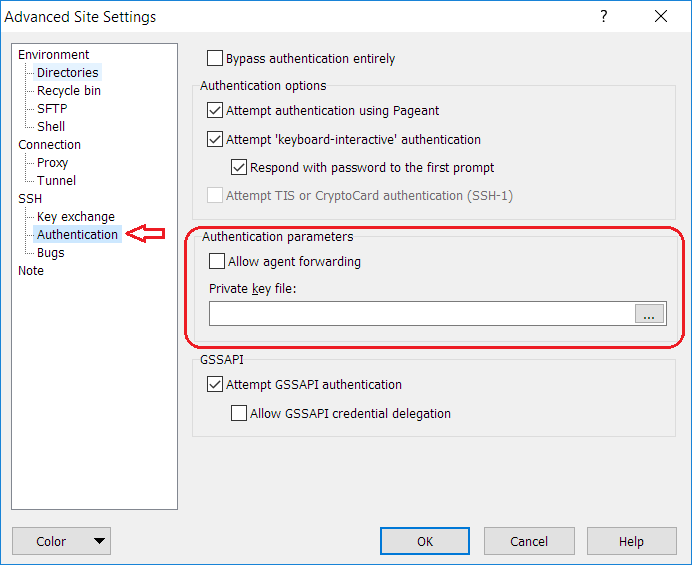 Advanced Site Settings
?
Environment
Directories
Recycle bin
SFTP
Shell
Connection
Proxy
Tunnel
SSH
Key exchange
Authentication
Bugs
Note
Bypass authentication entirely
Authentication options
Attempt authentication using Pageant
Attempt 'keyboard-interactive' authentication
Respond with password to the first prompt
Attempt TIS or CryptoCard authentication (SSH-1)
Authentication parameters
Allow agent forwarding
Private key file:
...
GSSAPI
Attempt GSSAPI authentication
Allow GSSAPI credential delegation
Color
OK
Cancel
Help